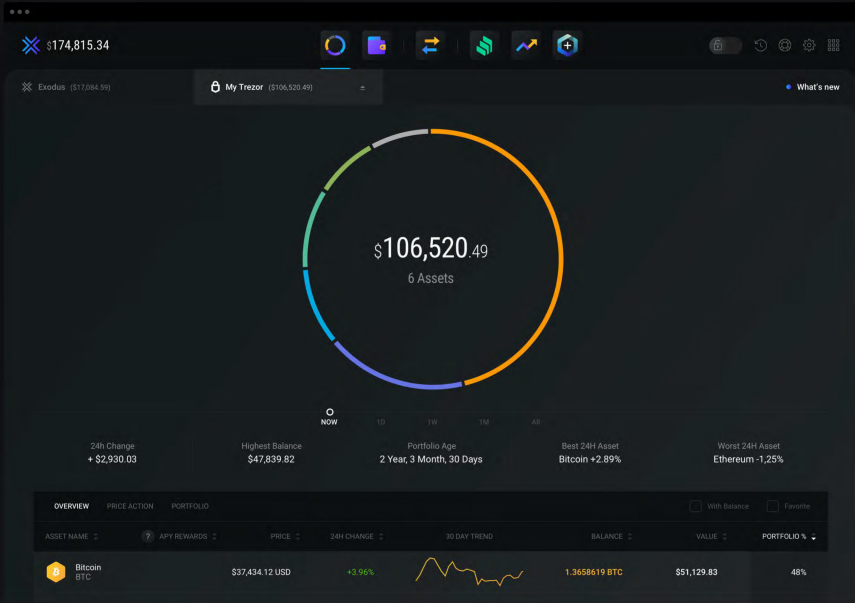 $174,815.34
Exodus ($17,084.59)
My Trezor ($106,520.49)
What's new
$106,520.49
6 Assets
NOW 1D 1W 1M All
24h Change Highest Balance Portfolio Age Best 24H Asset Worst 24H Asset
+ $2,930.03 $47,839.82 2 Year, 3 Month, 30 Days Bitcoin +2.89% Ethereum -1,25%
OVERVIEW PRICE ACTION PORTFOLIO With Balance Favorite
ASSET NAME ? APY REWARDS PRICE 24H CHANGE 30 DAY TREND BALANCE VALUE PORTFOLIO %
Bitcoin
BTC
$37,434.12 USD +3.96% 1.3658619 BTC $51,129.83 48%